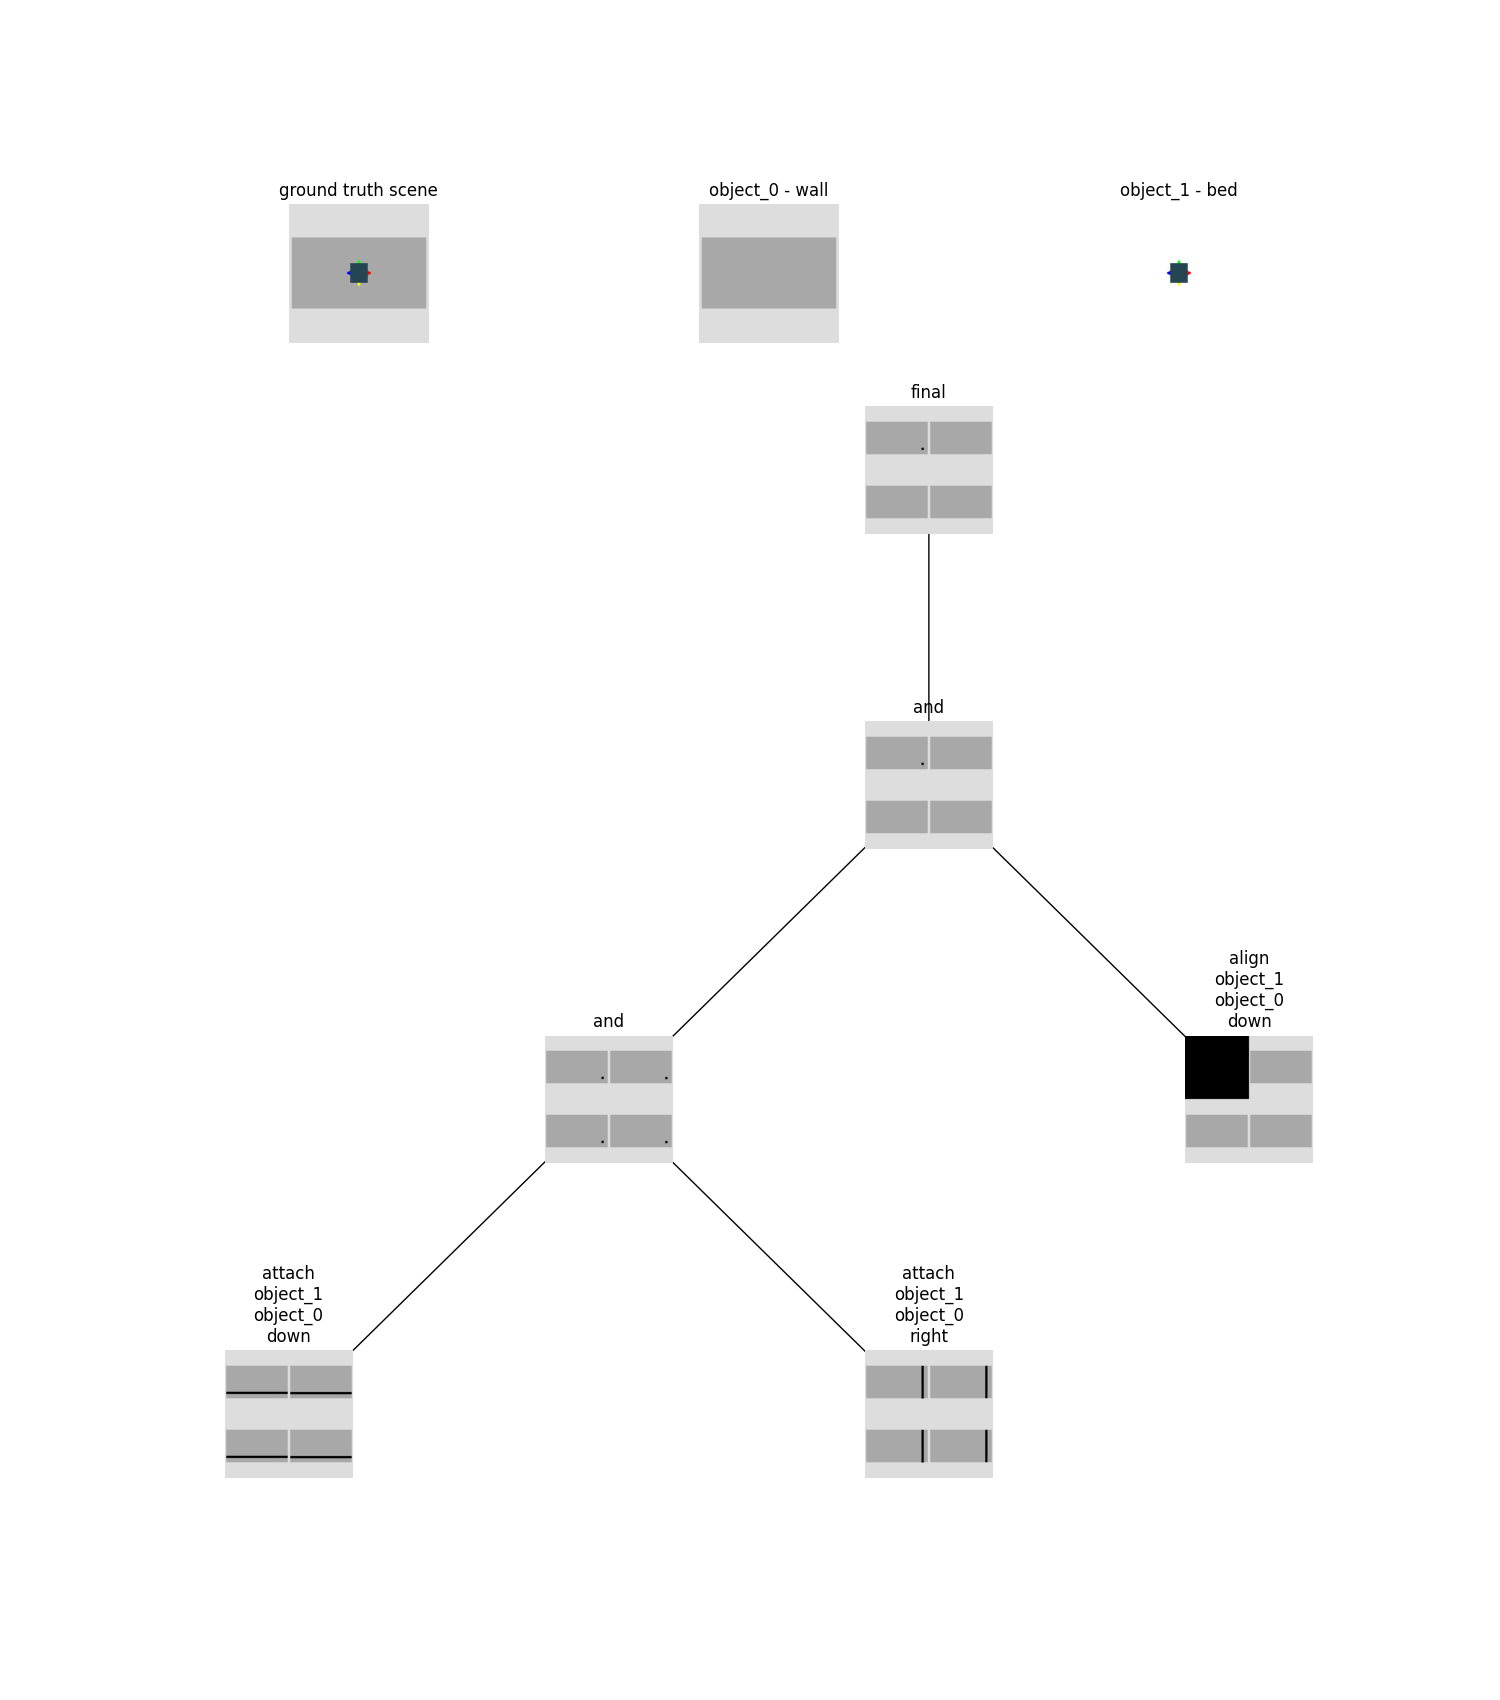 ground truth scene
object_0 - wall
object_1 - bed
final
and
align
object_1
object_0
down
and
attach
object_1
object_0
down
attach
object_1
object_0
right